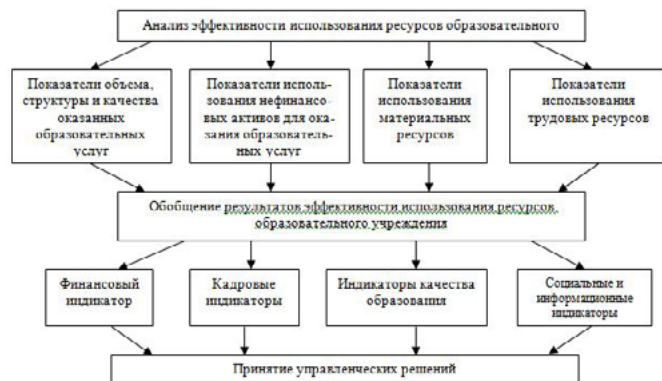 Анализ эффективности использования ресурсов образовательного
Показатели объема,
структуры и качества
оказанных
образовательных
услуг
Показатели исполь-
зования нефинансо-
вых активов для ока-
зания образователь-
ных услуг
Показатели
использования
материальных
ресурсов
Показатели
использования
трудовых ресурсов
Обобщение результатов эффективности использования ресурсов
образовательного учреждения
Финансовый
индикатор
Кадровые
индикаторы
Индикаторы качества
образования
Социальные и
информационные
индикаторы
Принятие управленческих решений